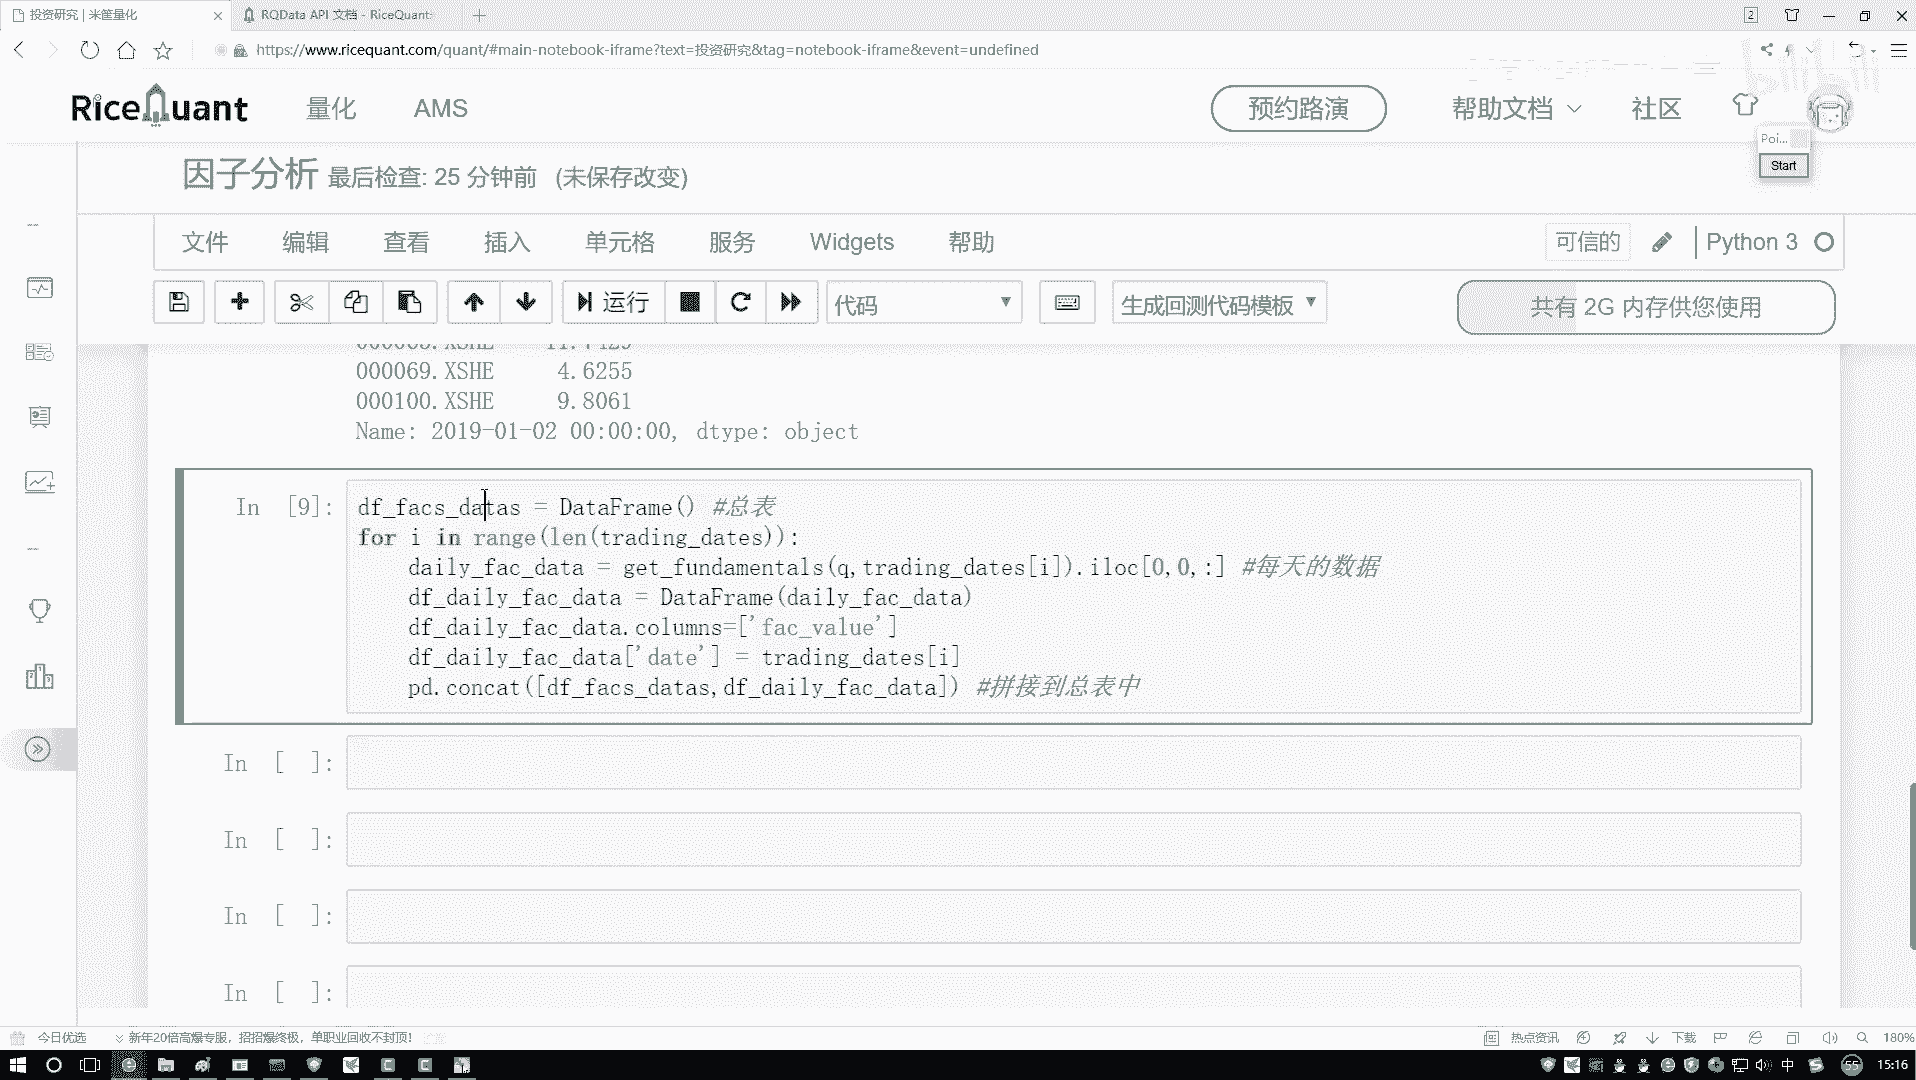 投资研究 | 米筐量化
RQData API 文档 - RiceQuant
2
https://www.ricequant.com/quant/#main-notebook-iframe?text=投资研究&tag=notebook-iframe&event=undefined
RiceQuant
量化
AMS
预约路演
帮助文档
社区
Poi...
Start
因子分析 最后检查: 25 分钟前 (未保存改变)
文件
编辑
查看
插入
单元格
服务
Widgets
帮助
可信的
Python 3
运行
代码
生成回测代码模板
共有 2G 内存供您使用
000069.XSHE 4.6255
000100.XSHE 9.8061
Name: 2019-01-02 00:00:00, dtype: object
In [9]:
df_facs_datas = DataFrame() #总表
for i in range(len(trading_dates)):
daily_fac_data = get_fundamentals(q,trading_dates[i]).iloc[0,0,:] #每天的数据
df_daily_fac_data = DataFrame(daily_fac_data)
df_daily_fac_data.columns=['fac_value']
df_daily_fac_data['date'] = trading_dates[i]
pd.concat([df_facs_datas,df_daily_fac_data]) #拼接到总表中
In [ ]:
In [ ]:
In [ ]:
In [ ]:
今日优选
新年20倍高爆专服，招招爆终极，单职业回收不封顶！
热点资讯
下载
180%
中
55
15:16